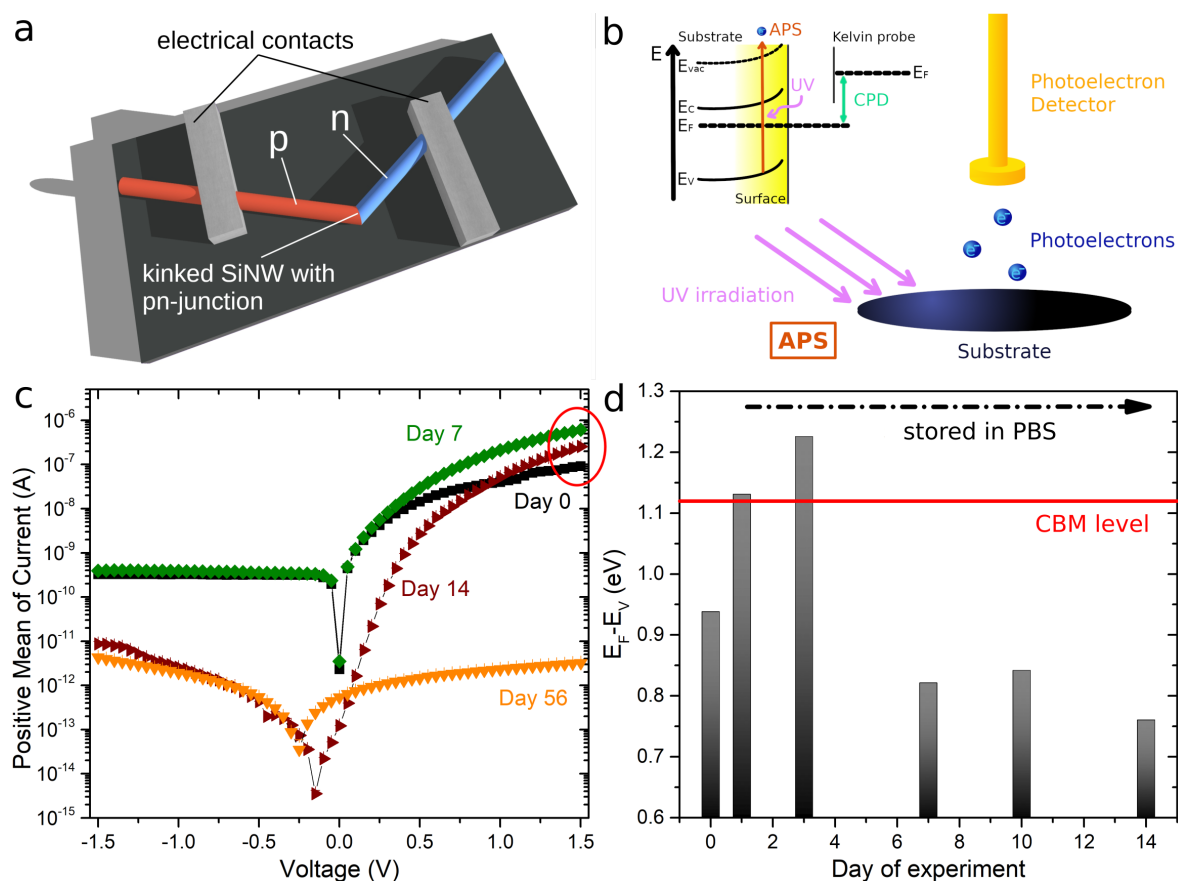 a
electrical contacts
p
n
kinked SiNW with
pn-junction
b
Substrate
APS
Kelvin probe
E
Evac
UV
EF
CPD
EC
EF
EV
Surface
Photoelectron
Detector
e-
e-
e-
Photoelectrons
UV irradiation
APS
Substrate
c
Positive Mean of Current (A)
10-6
10-7
10-8
10-9
10-10
10-11
10-12
10-13
10-14
10-15
Day 7
Day 0
Day 14
Day 56
-1.5
-1.0
-0.5
0.0
0.5
1.0
1.5
Voltage (V)
d
EF-EV (eV)
1.3
1.2
1.1
1.0
0.9
0.8
0.7
0.6
stored in PBS
CBM level
0
2
4
6
8
10
12
14
Day of experiment